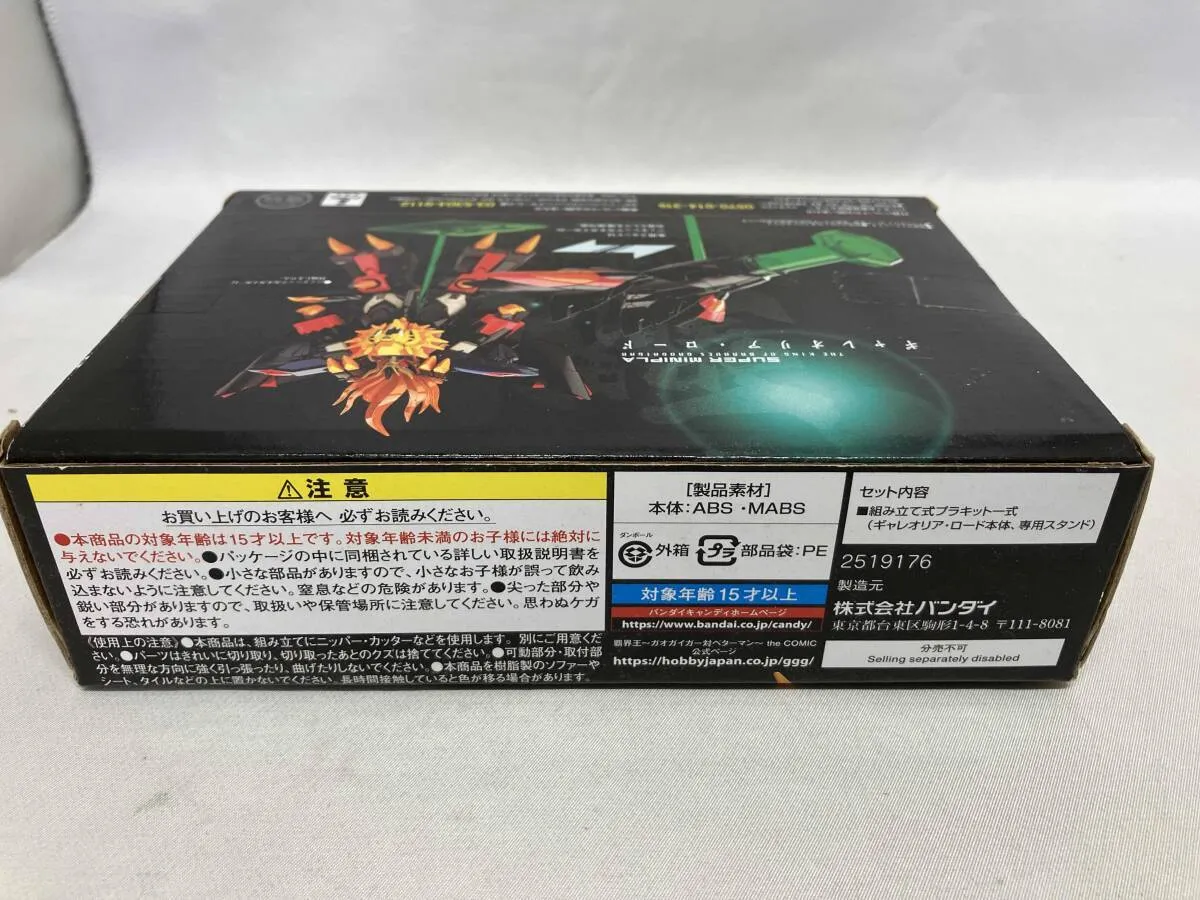 SUPER MINIPLA
THE KING OF BRAVES GAOGAIGAR
ギャレオリア・ロード
0570-014-315
03-5304-9112
⚠注意
お買い上げのお客様へ 必ずお読みください。
●本商品の対象年齢は15才以上です。対象年齢未満のお子様には絶対に
与えないでください。●パッケージの中に同梱されている詳しい取扱説明書を
必ずお読みください。●小さな部品がありますので、小さなお子様が誤って飲み
込まないように注意してください。窒息などの危険があります。●尖った部分や
鋭い部分がありますので、取扱いや保管場所に注意してください。思わぬケガ
をする恐れがあります。
《使用上の注意》●本商品は、組み立てにニッパー・カッターなどを使用します。別にご用意くだ
さい。●パーツはきれいに切り取り、切り取ったあとのクズは捨ててください。●可動部分・取付部
分を無理な方向に強く引っ張ったり、曲げたりしないでください。●本商品を樹脂製のソファーや
シート、タイルなどの上に置かないでください。長時間接触していると色が移る場合があります。
[製品素材]
本体:ABS ・MABS
ダンボール
外箱 プラ 部品袋:PE
対象年齢15才以上
バンダイキャンディホームページ
https://www.bandai.co.jp/candy/
覇界王~ガオガイガー対ベターマン~ the COMIC
公式ページ
https://hobbyjapan.co.jp/ggg/
セット内容
■組み立て式プラキット一式
(ギャレオリア・ロード本体、専用スタンド)
2519176
製造元
株式会社バンダイ
東京都台東区駒形1-4-8 〒111-8081
分売不可
Selling separately disabled